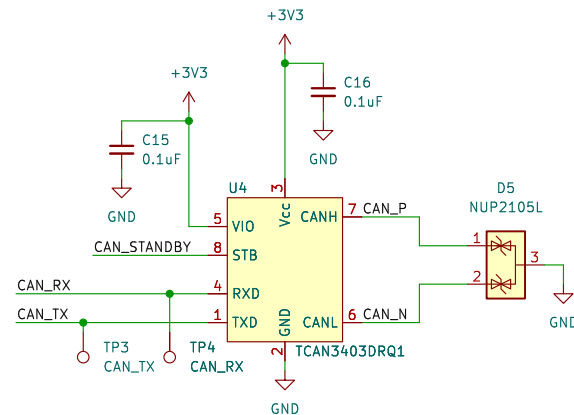 +3V3
+3V3
C16
0.1uF
GND
C15
0.1uF
GND
U4
3
Vcc
5
VIO
CANH
7
CAN_P
D5
NUP2105L
1
2
3
GND
CAN_STANDBY
8
STB
CAN_RX
4
RXD
CAN_TX
1
TXD
GND
2
CANL
6
CAN_N
TCAN3403DRQ1
TP3
CAN_TX
TP4
CAN_RX
GND